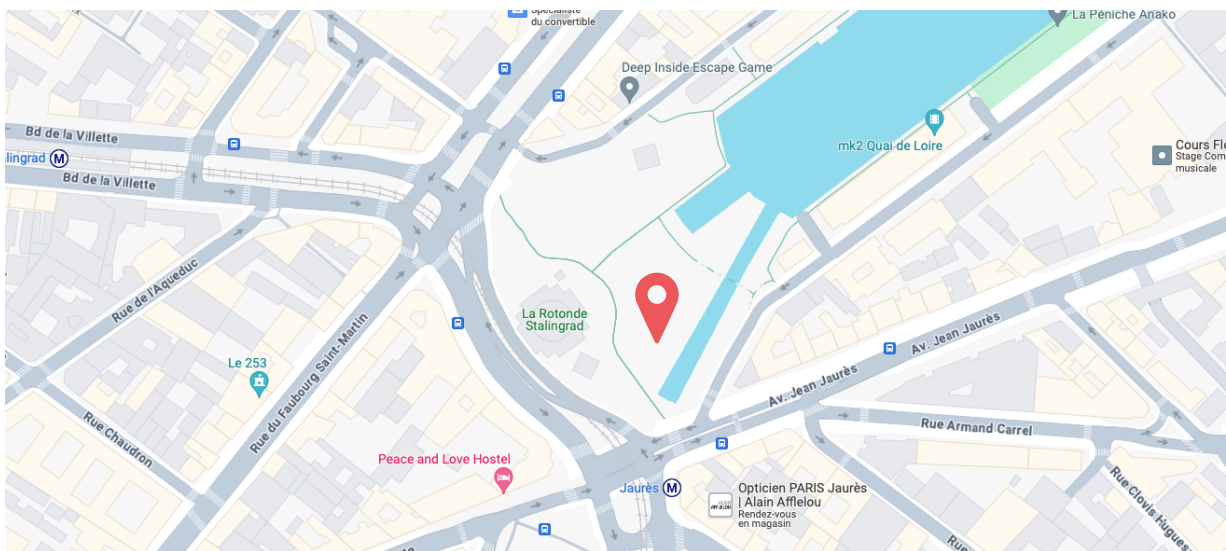 Spécialiste
du convertible
La Péniche Anako
Deep Inside Escape Game
Bd de la Villette
mk2 Quai de Loire
Cours Flo
Stage Com
musicale
alingrad M
Bd de la Villette
Rue de l'Aqueduc
La Rotonde
Stalingrad
Av. Jean Jaurès
Le 253
Rue du Faubourg Saint-Martin
Av. Jean Jaurès
Rue Chaudron
Rue Armand Carrel
Peace and Love Hostel
Jaurès M
Opticien PARIS Jaurès
| Alain Afflelou
Rendez-vous
en magasin
Rue Clovis Hugues
Rue